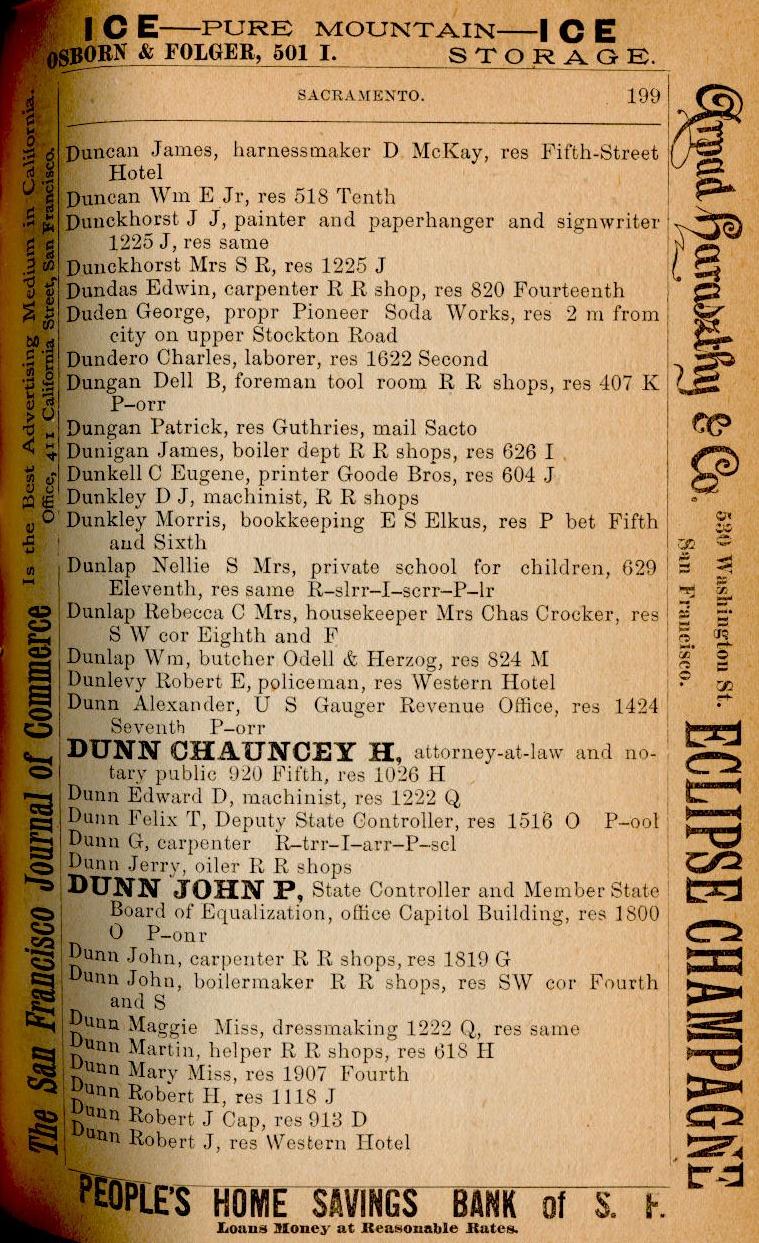 ICE—PURE MOUNTAIN—ICE
OSBORN & FOLGER, 501 I. STORAGE.
SACRAMENTO. 199
Duncan James, harnessmaker D McKay, res Fifth-Street
Hotel
Duncan Wm E Jr, res 518 Tenth
Dunckhorst J J, painter and paperhanger and signwriter
1225 J, res same
Dunckhorst Mrs S R, res 1225 J
Dundas Edwin, carpenter R R shop, res 820 Fourteenth
Duden George, propr Pioneer Soda Works, res 2 m from
city on upper Stockton Road
Dundero Charles, laborer, res 1622 Second
Dungan Dell B, foreman tool room R R shops, res 407 K
P-orr
Dungan Patrick, res Guthries, mail Sacto
Dunigan James, boiler dept R R shops, res 626 I
Dunkell C Eugene, printer Goode Bros, res 604 J
Dunkley D J, machinist, R R shops
Dunkley Morris, bookkeeping E S Elkus, res P bet Fifth
and Sixth
Dunlap Nellie S Mrs, private school for children, 629
Eleventh, res same R-slrr-I-scrr-P-lr
Dunlap Rebecca C Mrs, housekeeper Mrs Chas Crocker, res
S W cor Eighth and F
Dunlap Wm, butcher Odell & Herzog, res 824 M
Dunlevy Robert E, policeman, res Western Hotel
Dunn Alexander, U S Gauger Revenue Office, res 1424
Seventh P-orr
DUNN CHAUNCEY H, attorney-at-law and no-
tary public 920 Fifth, res 1026 H
Dunn Edward D, machinist, res 1222 Q
Dunn Felix T, Deputy State Controller, res 1516 O P-ool
Dunn G, carpenter R-trr-I-arr-P-scl
Dunn Jerry, oiler R R shops
DUNN JOHN P, State Controller and Member State
Board of Equalization, office Capitol Building, res 1800
O P-onr
Dunn John, carpenter R R shops, res 1819 G
Dunn John, boilermaker R R shops, res SW cor Fourth
and S
Dunn Maggie Miss, dressmaking 1222 Q, res same
Dunn Martin, helper R R shops, res 618 H
Dunn Mary Miss, res 1907 Fourth
Dunn Robert H, res 1118 J
Dunn Robert J Cap, res 913 D
Dunn Robert J, res Western Hotel
The San Francisco Journal of Commerce Is the Best Advertising Medium in California.
Office, 411 California Street, San Francisco.
Arpad Haraszthy & Co. 530 Washington St.
San Francisco.
ECLIPSE CHAMPAGNE
PEOPLE'S HOME SAVINGS BANK of S. F.
Loans Money at Reasonable Rates.